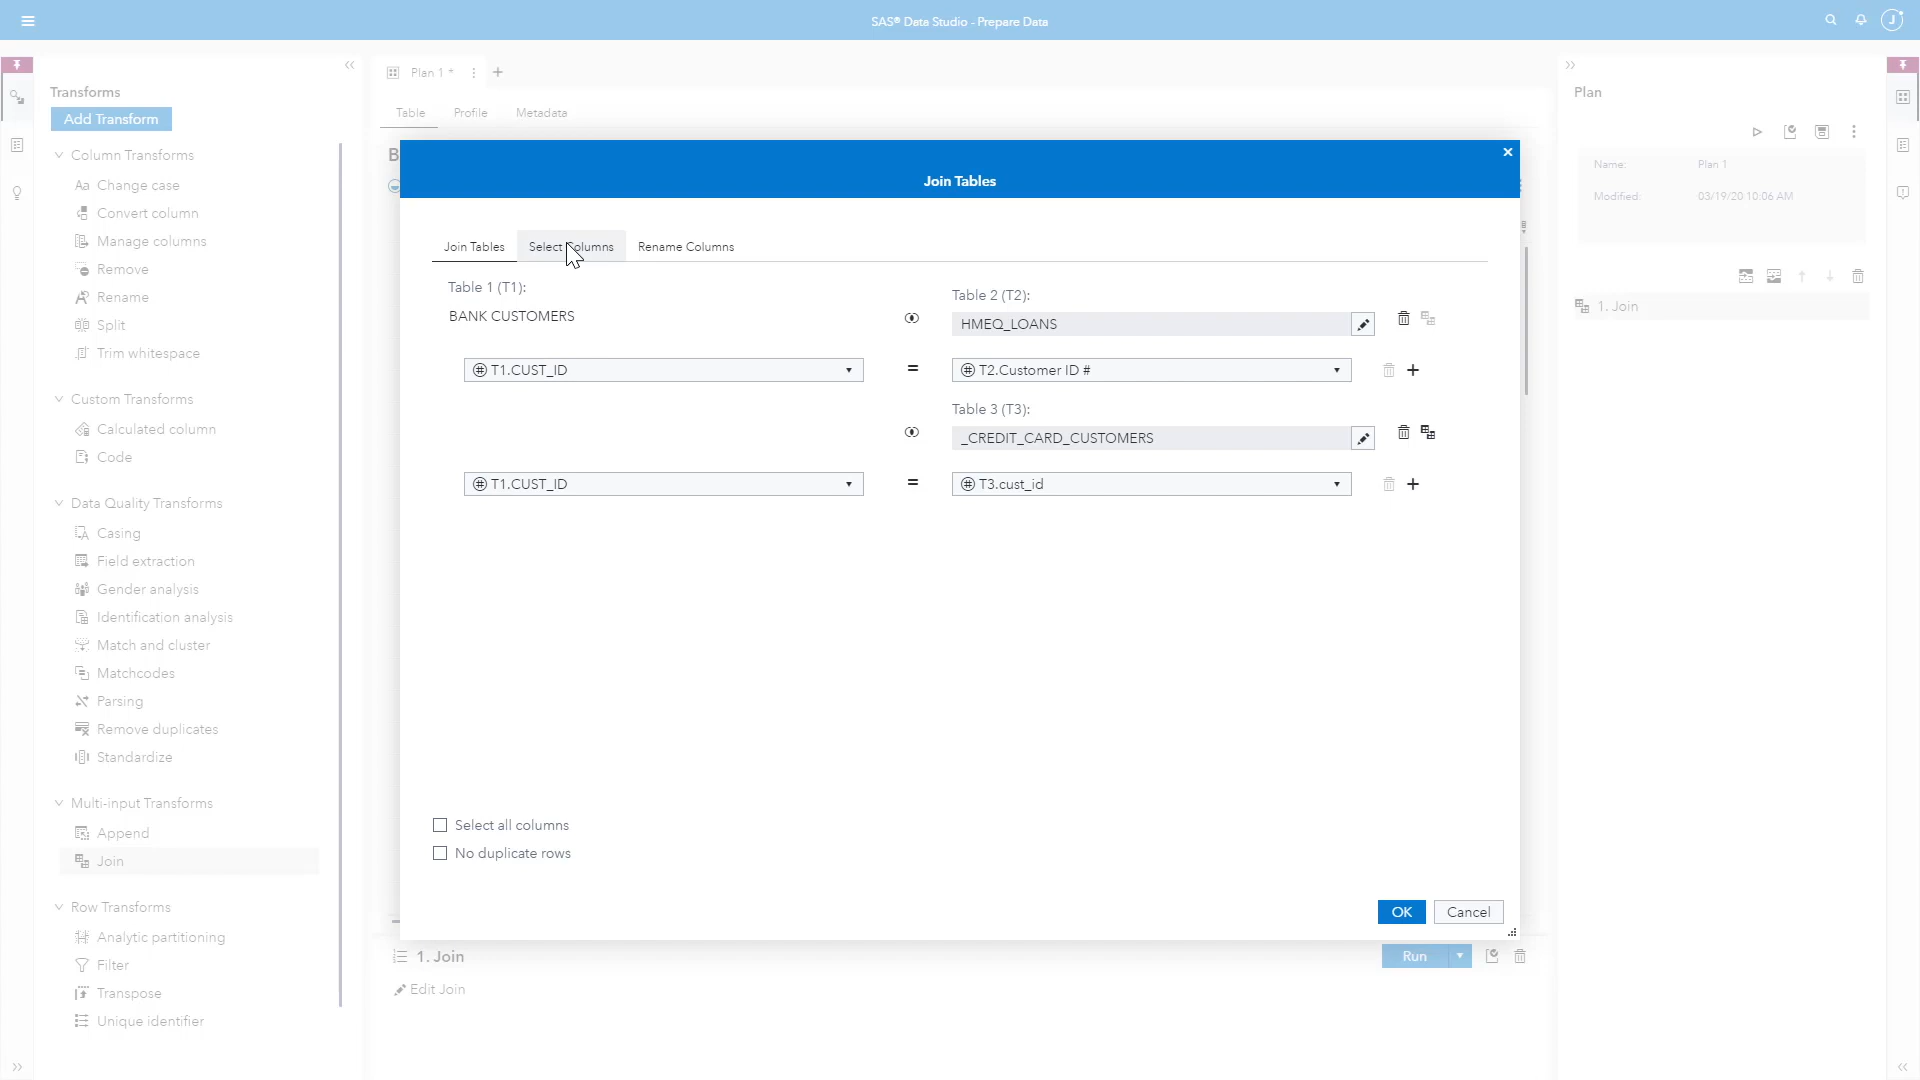 SAS® Data Studio - Prepare Data
J
Transforms
Add Transform
Column Transforms
Aa Change case
Convert column
Manage columns
Remove
Rename
Split
Trim whitespace
Custom Transforms
Calculated column
Code
Data Quality Transforms
Casing
Field extraction
Gender analysis
Identification analysis
Match and cluster
Matchcodes
Parsing
Remove duplicates
Standardize
Multi-input Transforms
Append
Join
Row Transforms
Analytic partitioning
Filter
Transpose
Unique identifier
Plan 1 *
Table Profile Metadata
B
Join Tables
Join Tables Select Columns Rename Columns
Table 1 (T1):
BANK CUSTOMERS
Table 2 (T2):
HMEQ_LOANS
T1.CUST_ID = T2.Customer ID #
Table 3 (T3):
_CREDIT_CARD_CUSTOMERS
T1.CUST_ID = T3.cust_id
Select all columns
No duplicate rows
OK Cancel
1. Join
Run
Edit Join
Plan
Name: Plan 1
Modified: 03/19/20 10:06 AM
1. Join